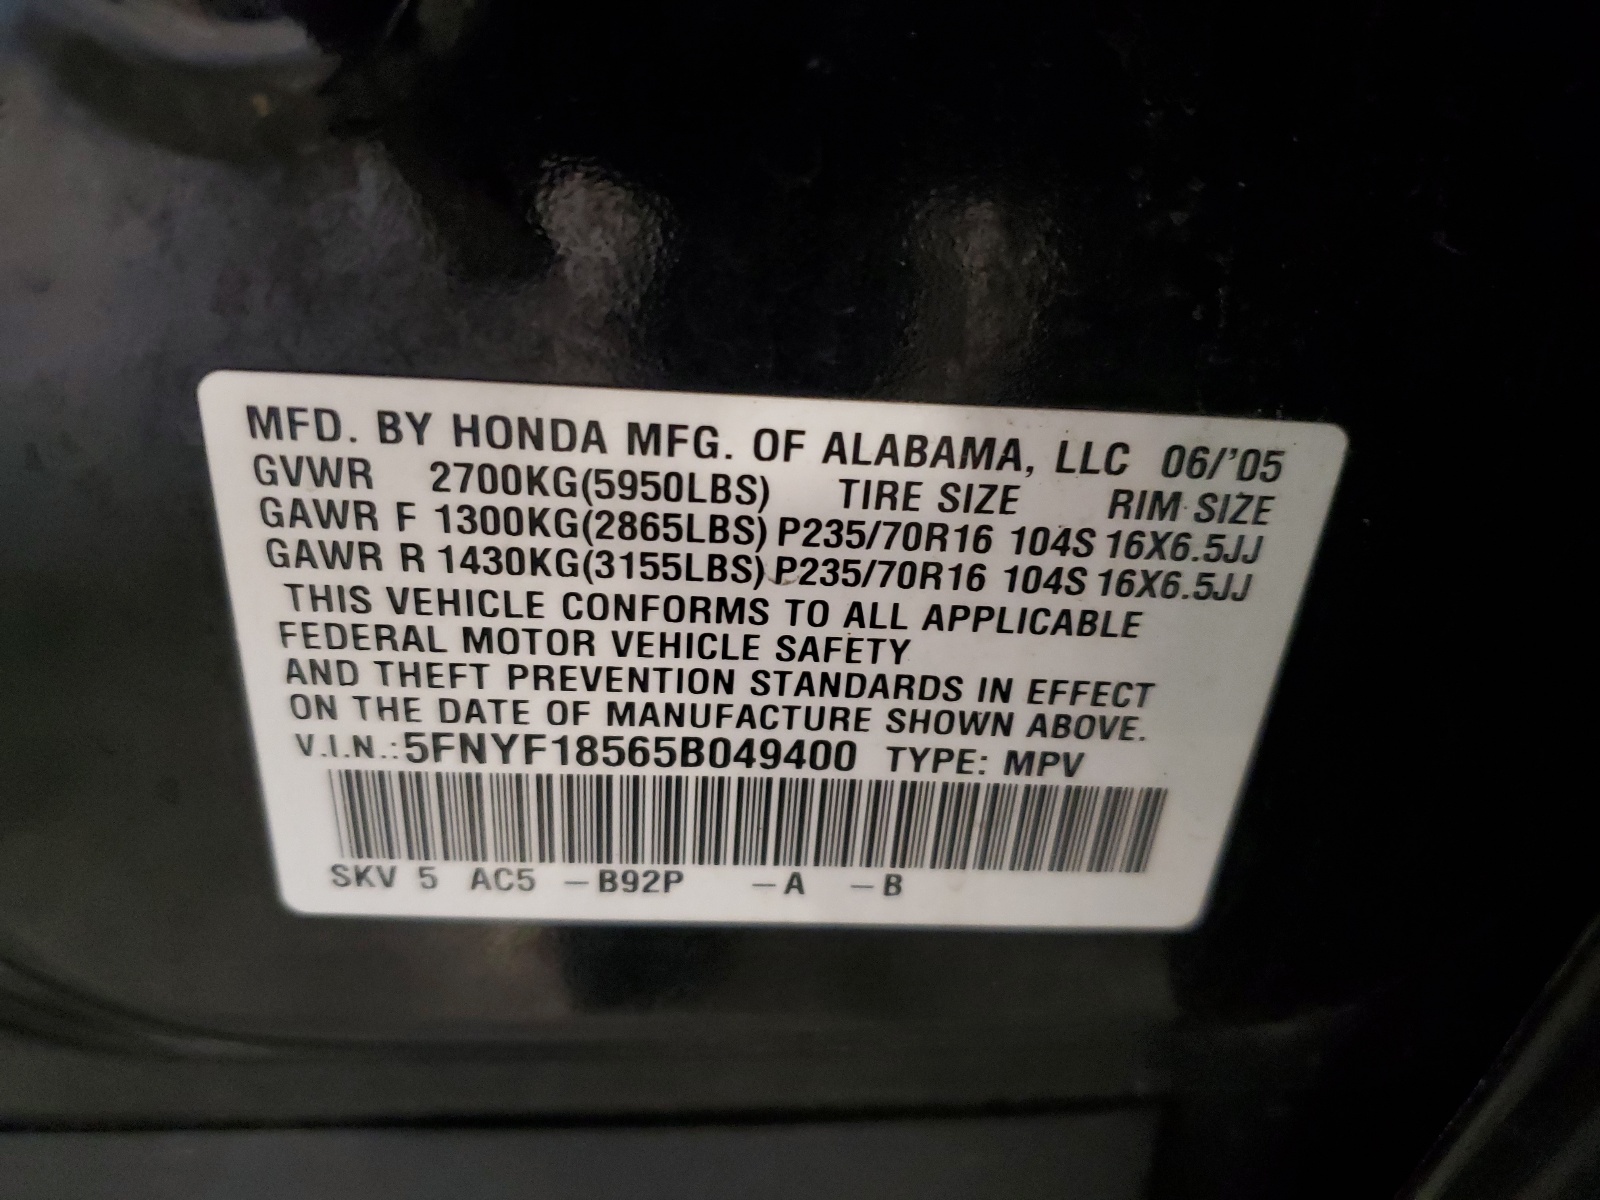 MFD. BY HONDA MFG. OF ALABAMA, LLC 06/'05
GVWR 2700KG(5950LBS) TIRE SIZE RIM SIZE
GAWR F 1300KG(2865LBS) P235/70R16 104S 16X6.5JJ
GAWR R 1430KG(3155LBS) P235/70R16 104S 16X6.5JJ
THIS VEHICLE CONFORMS TO ALL APPLICABLE
FEDERAL MOTOR VEHICLE SAFETY
AND THEFT PREVENTION STANDARDS IN EFFECT
ON THE DATE OF MANUFACTURE SHOWN ABOVE.
V.I.N.: 5FNYF18565B049400 TYPE: MPV
SKV 5 AC5 -B92P -A -B